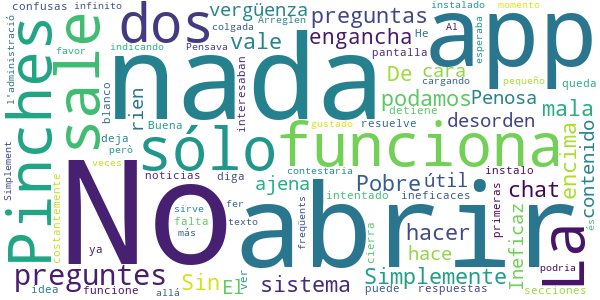 confusas infinito
vergüenza
Arreglen
instalado
momento
Al
l'administració
favor
indicando
dos
colgada
Pensava
preguntas
He
engancha
pantalla
esperaba
app
Pinches
sale
nada
vale
interesaban
De cara
cargando
pequeño
queda
blanco
rien
podamos
Penosa
mala
detiene
gustado
resuelve
desorden
encima
contenido
Simplement
deja
Buena
però
sólo
funciona
contestaria
veces
noticias
diga
ajena
Pobre
útil
ineficaces
intentado
instalo
primeras
chat
La
No
abrir
constantemente
sirve
fer
más
texto
falta
freqüents
hacer
cierra
hace
Ineficaz
és
ya
preguntes
Sin
El
ver
sistema
Simplemente
podria
idea
funcione
allá
puede
respuestas
secciones